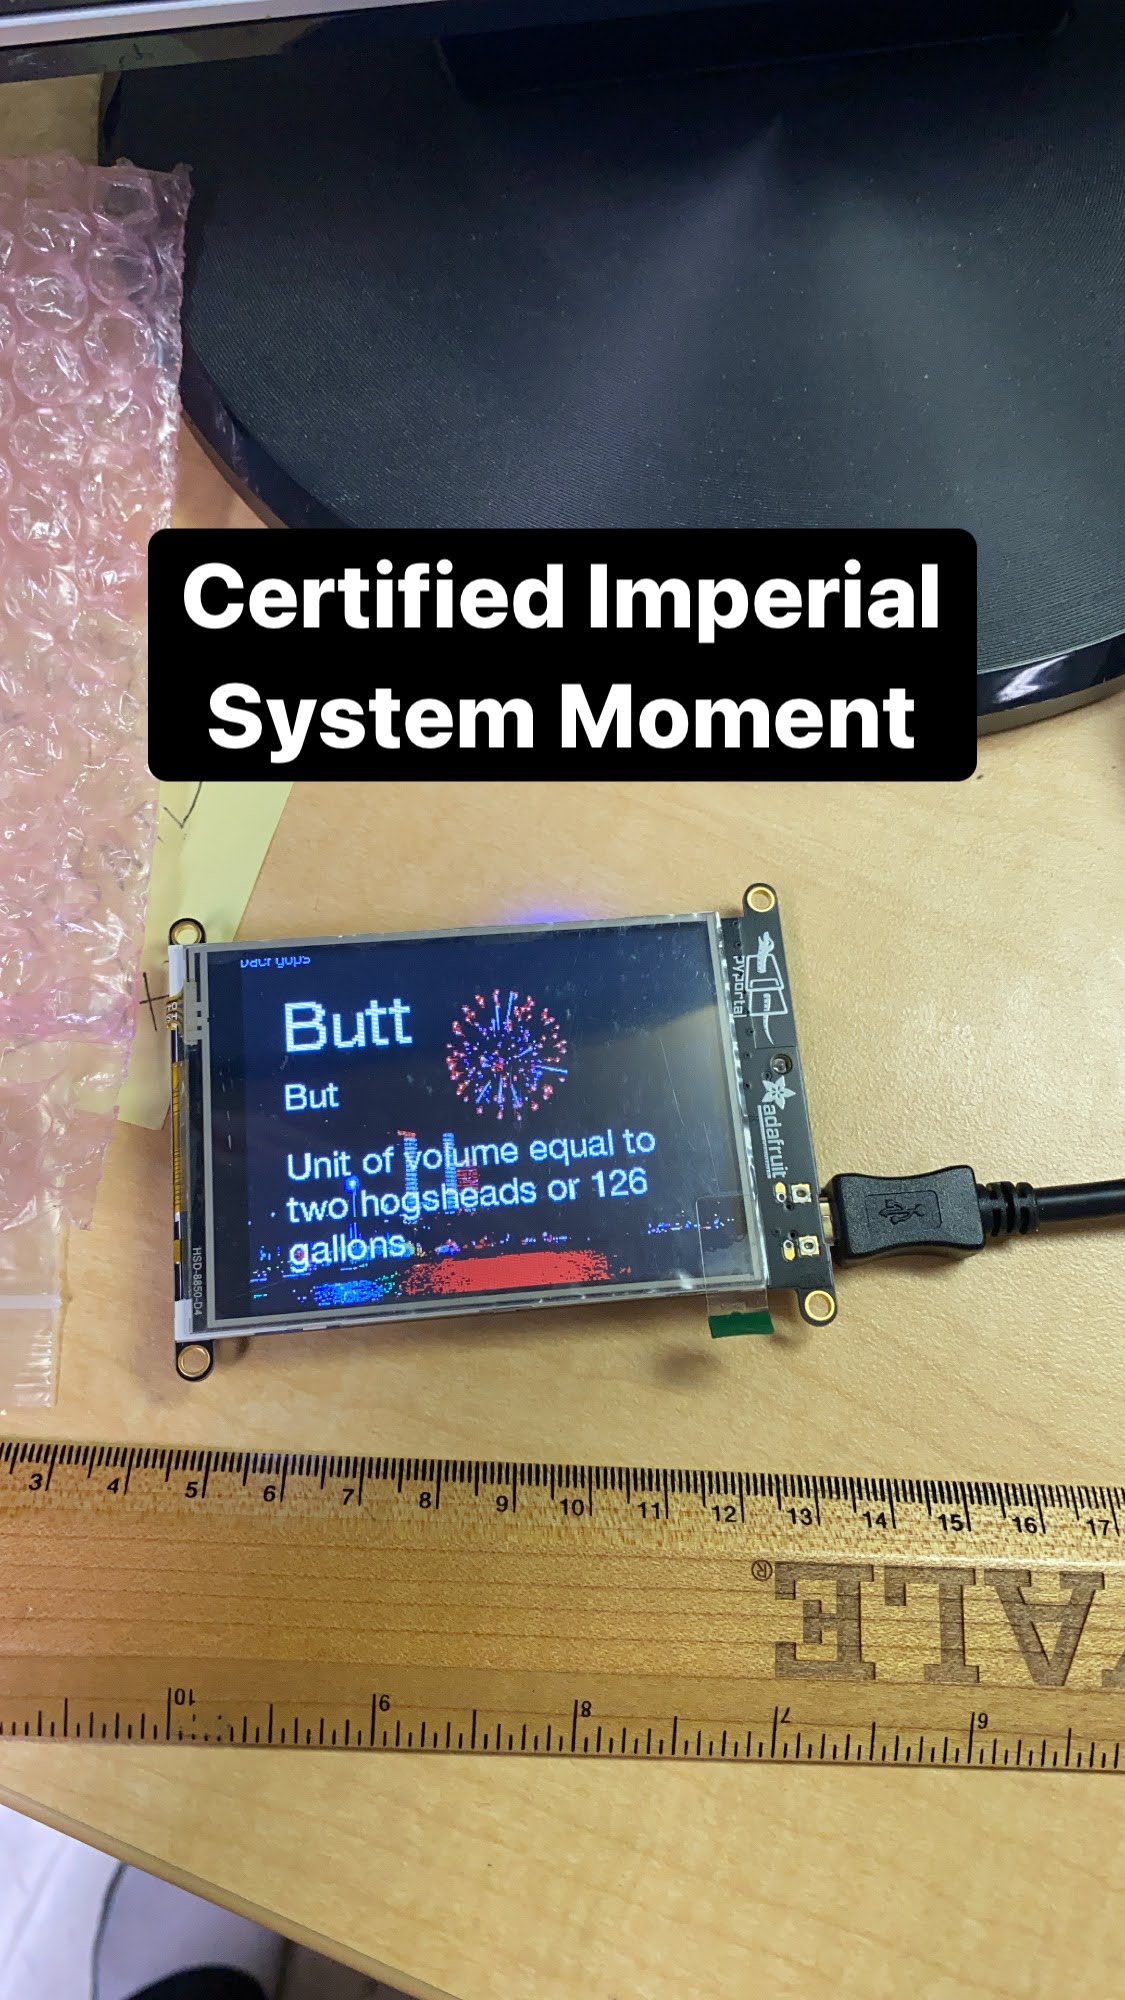 Certified Imperial
System Moment
Butt
But
Unit of volume equal to
two hogsheads or 126
gallons.
pyportal
adafruit
HSD-8850-D4
3 4 5 6 7 8 9 10 11 12 13 14 15 16 17
®
ALE
10 9 8 7 6